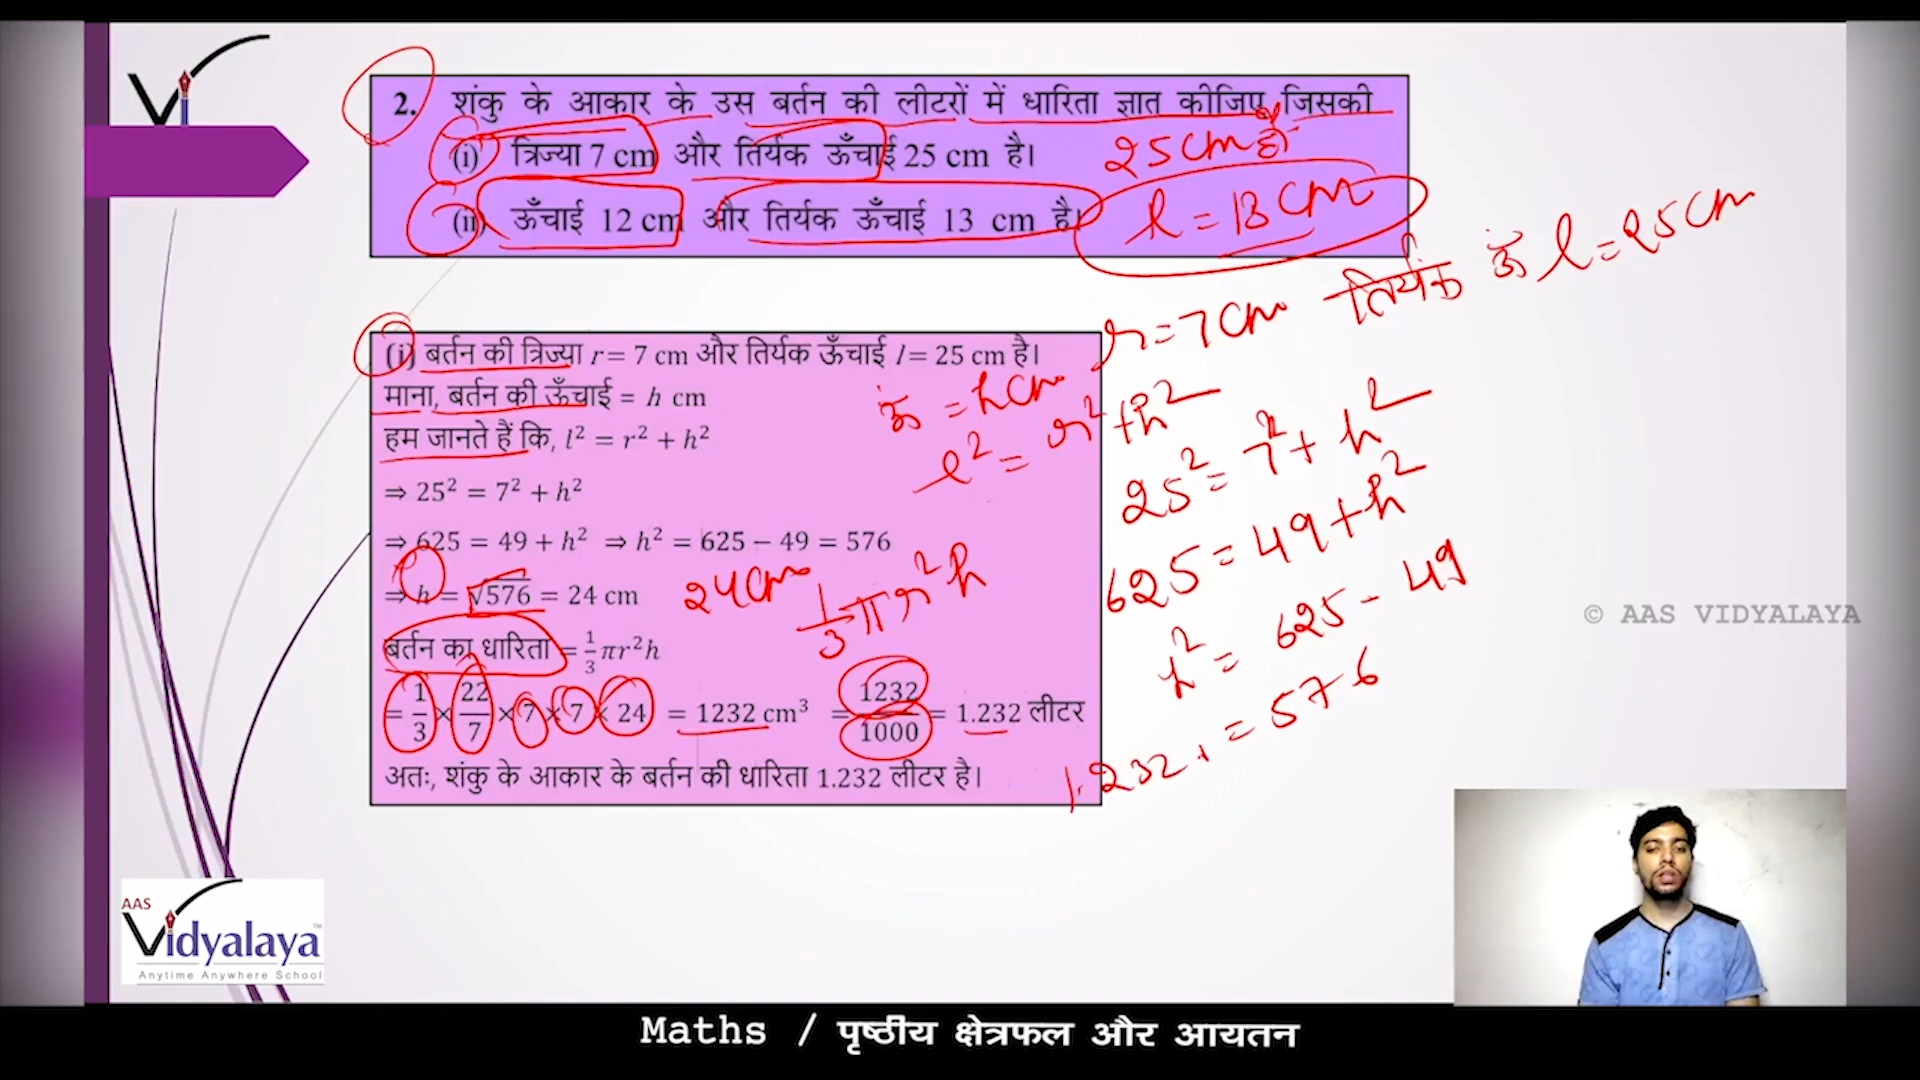 2. शंकु के आकार के उस बर्तन की लीटरों में धारिता ज्ञात कीजिए जिसकी
(i) त्रिज्या 7 cm और तिर्यक ऊँचाई 25 cm है।
25 cm हो
(ii) ऊँचाई 12 cm और तिर्यक ऊँचाई 13 cm है।
l = 13 cm
r = 7 cm तिर्यक ऊँ l = 25 cm
(i) बर्तन की त्रिज्या r = 7 cm और तिर्यक ऊँचाई l = 25 cm है।
माना, बर्तन की ऊँचाई = h cm
ऊँ = h cm
हम जानते हैं कि, l² = r² + h²
l² = r² + h²
⇒ 25² = 7² + h²
25² = 7² + h²
⇒ 625 = 49 + h² ⇒ h² = 625 − 49 = 576
625 = 49 + h²
⇒ h = √576 = 24 cm
24 cm
1/3 πr²h
h² = 625 - 49
बर्तन का धारिता = 1/3 πr²h
= 576
= 1/3 × 22/7 × 7 × 7 × 24 = 1232 cm³ = 1232/1000 = 1.232 लीटर
1.232
अतः, शंकु के आकार के बर्तन की धारिता 1.232 लीटर है।
© AAS VIDYALAYA
AAS
Vidyalaya™
Anytime Anywhere School
Maths / पृष्ठीय क्षेत्रफल और आयतन